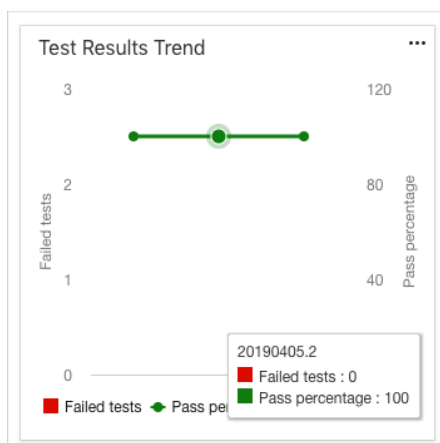 Test Results Trend
3
120
2
80
1
40
0
Failed tests
Pass percentage
20190405.2
Failed tests : 0
Pass percentage : 100
Failed tests Pass